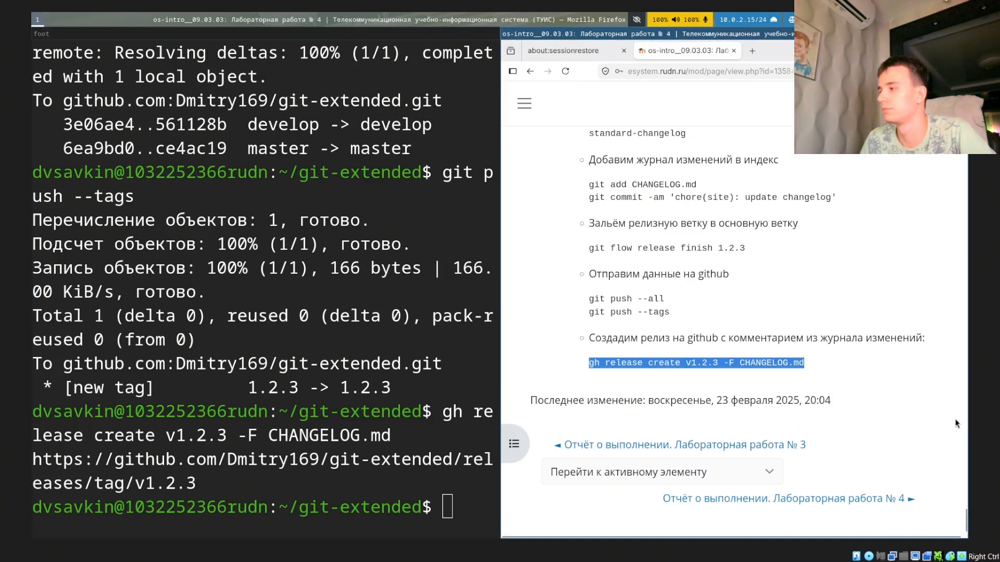 1
os-intro__09.03.03: Лабораторная работа № 4 | Телекоммуникационная учебно-информационная система (ТУИС) — Mozilla Firefox
100% 100%
10.0.2.15/24
foot
remote: Resolving deltas: 100% (1/1), complet
ed with 1 local object.
To github.com:Dmitry169/git-extended.git
3e06ae4..561128b  develop -> develop
6ea9bd0..ce4ac19  master -> master
dvsavkin@1032252366rudn:~/git-extended$ git p
ush --tags
Перечисление объектов: 1, готово.
Подсчет объектов: 100% (1/1), готово.
Запись объектов: 100% (1/1), 166 bytes | 166.
00 KiB/s, готово.
Total 1 (delta 0), reused 0 (delta 0), pack-r
eused 0 (from 0)
To github.com:Dmitry169/git-extended.git
* [new tag]         1.2.3 -> 1.2.3
dvsavkin@1032252366rudn:~/git-extended$ gh re
lease create v1.2.3 -F CHANGELOG.md
https://github.com/Dmitry169/git-extended/rel
eases/tag/v1.2.3
dvsavkin@1032252366rudn:~/git-extended$
os-intro__09.03.03: Лабораторная работа № 4 | Телекоммуникационная учебно-и
about:sessionrestore
os-intro__09.03.03: Лаб
esystem.rudn.ru/mod/page/view.php?id=1358
standard-changelog
Добавим журнал изменений в индекс
git add CHANGELOG.md
git commit -am 'chore(site): update changelog'
Зальём релизную ветку в основную ветку
git flow release finish 1.2.3
Отправим данные на github
git push --all
git push --tags
Создадим релиз на github с комментарием из журнала изменений:
gh release create v1.2.3 -F CHANGELOG.md
Последнее изменение: воскресенье, 23 февраля 2025, 20:04
◄ Отчёт о выполнении. Лабораторная работа № 3
Перейти к активному элементу
Отчёт о выполнении. Лабораторная работа № 4 ►
Right Ctrl